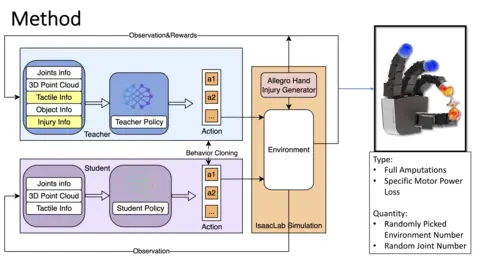 Method
Observation&Rewards
Joints info
3D Point Cloud
Tactile Info
Object Info
Injury Info
Teacher Policy
Teacher
a1
a2
...
Action
Allegro Hand
Injury Generator
Environment
Behavior Cloning
Student
Joints info
3D Point Cloud
Tactile Info
Student Policy
a1
a2
...
Action
IsaacLab Simulation
Observation
Type:
• Full Amputations
• Specific Motor Power
Loss
Quantity:
• Randomly Picked
Environment Number
• Random Joint Number